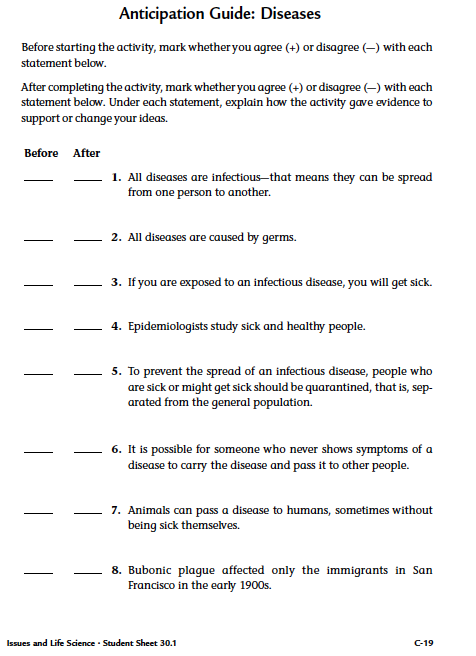 Anticipation Guide: Diseases
Before starting the activity, mark whether you agree (+) or disagree (—) with each
statement below.
After completing the activity, mark whether you agree (+) or disagree (—) with each
statement below. Under each statement, explain how the activity gave evidence to
support or change your ideas.
Before After
1. All diseases are infectious—that means they can be spread
from one person to another.
2. All diseases are caused by germs.
3. If you are exposed to an infectious disease, you will get sick.
4. Epidemiologists study sick and healthy people.
5. To prevent the spread of an infectious disease, people who
are sick or might get sick should be quarantined, that is, sep-
arated from the general population.
6. It is possible for someone who never shows symptoms of a
disease to carry the disease and pass it to other people.
7. Animals can pass a disease to humans, sometimes without
being sick themselves.
8. Bubonic plague affected only the immigrants in San
Francisco in the early 1900s.
Issues and Life Science • Student Sheet 30.1 C-19